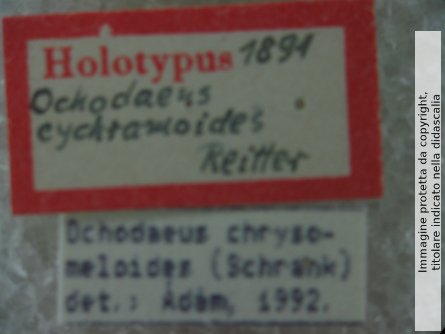 Holotypus 1891
Ochodaeus
cychramoides
Reitter
Ochodaeus chryso-
meloides (Schrank)
det.: Ádám, 1992.
Immagine protetta da copyright,
titolare indicato nella didascalia